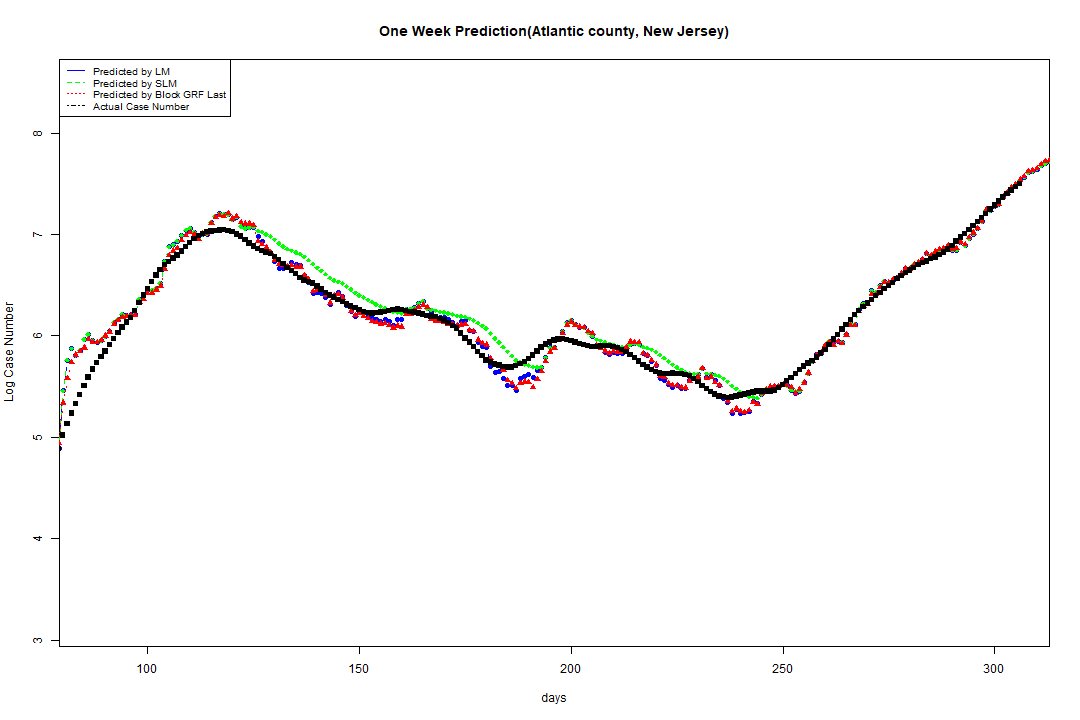 One Week Prediction(Atlantic county, New Jersey)
Predicted by LM
Predicted by SLM
Predicted by Block GRF Last
Actual Case Number
8
7
6
5
4
3
Log Case Number
100 150 200 250 300
days